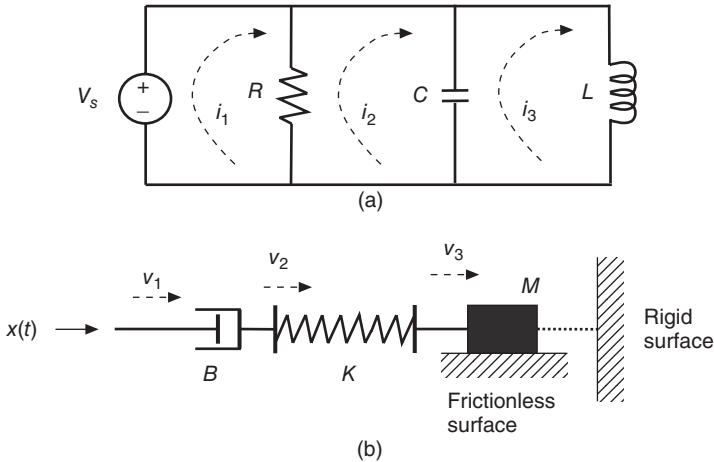 V_s
+
–
i_1
R
i_2
C
i_3
L
(a)
v_1
v_2
v_3
M
x(t)
B
K
Rigid
surface
Frictionless
surface
(b)